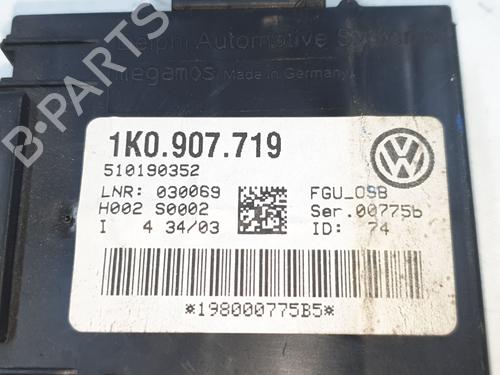 Delphi Automotive Systems
megamos Made in Germany
B-PARTS
1K0.907.719
510190352
LNR: 030069
H002 S0002
I 4 34/03
FGU_OSB
Ser.00775b
ID: 74
*198000775B5*